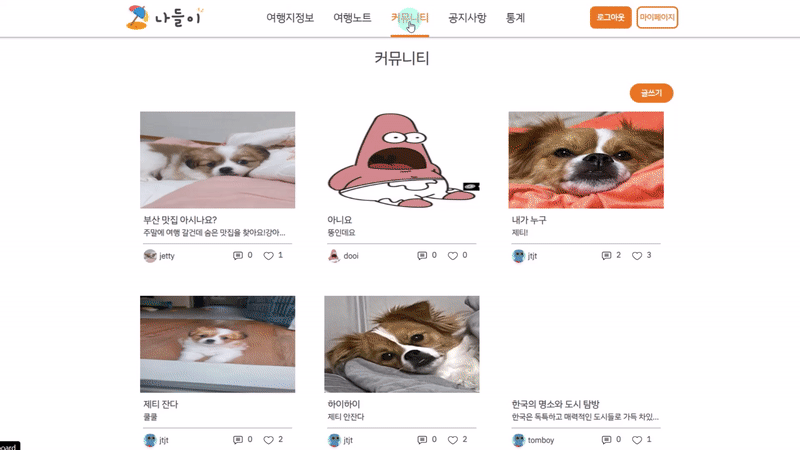 나들이
여행지정보 여행노트 커뮤니티 공지사항 통계
로그아웃 마이페이지
커뮤니티
글쓰기
부산 맛집 아시나요?
주말에 여행 갈건데 숨은 맛집을 찾아요!강아...
jetty 0 1
아니요
뚱인데요
dooi 0 0
내가 누구
제티!
jtjt 2 3
제티 잔다
쿨쿨
jtjt 0 2
하이하이
제티 안잔다
jtjt 0 2
한국의 명소와 도시 탐방
한국은 독특하고 매력적인 도시들로 가득 차있...
tomboy 0 1